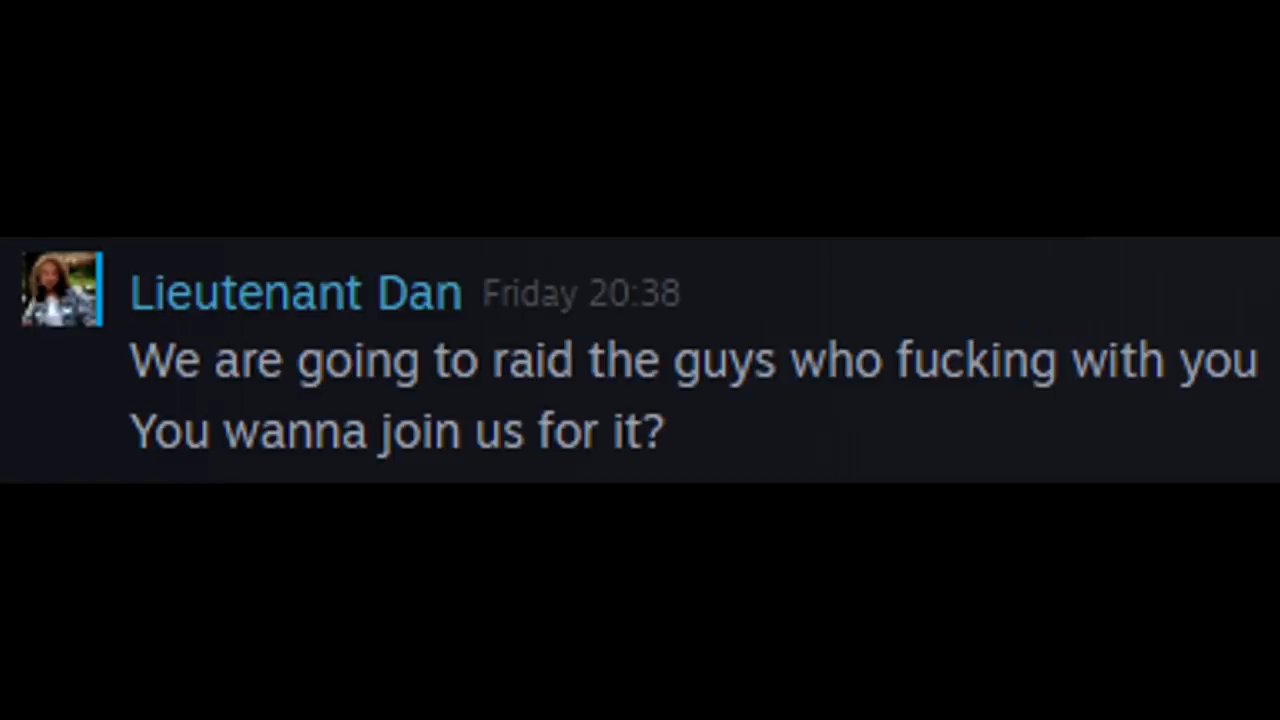 Lieutenant Dan Friday 20:38
We are going to raid the guys who fucking with you
You wanna join us for it?